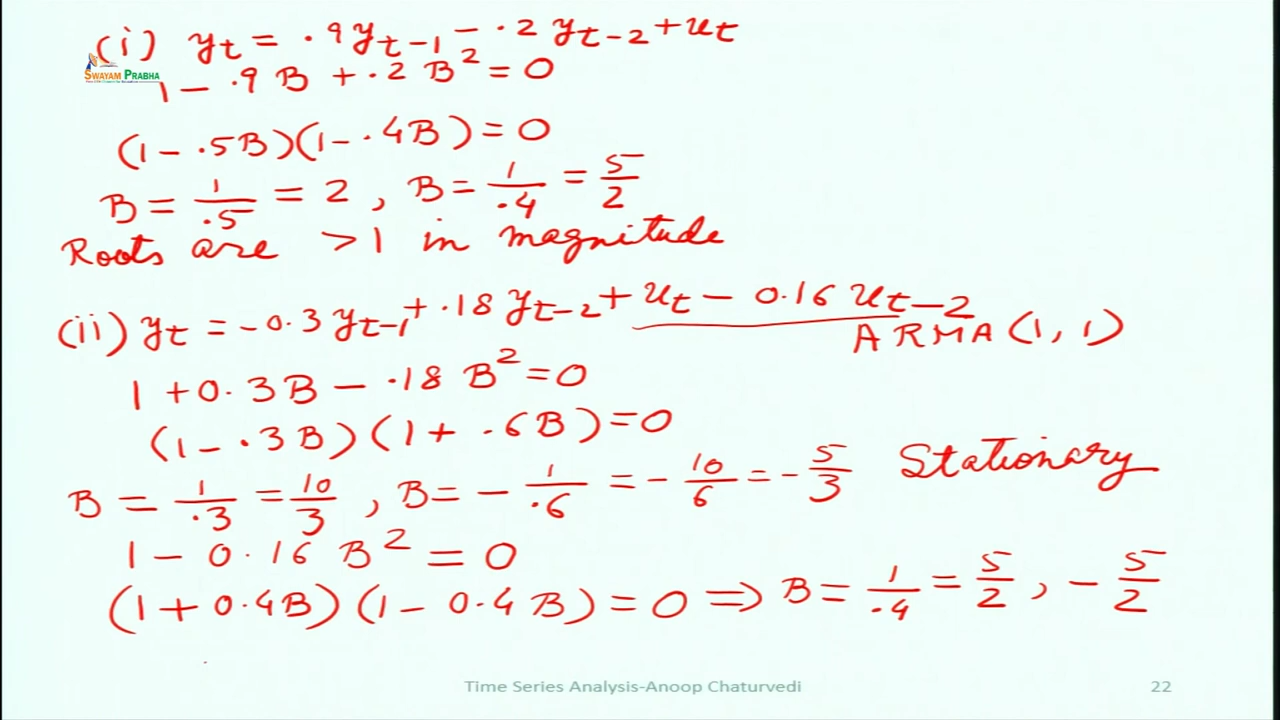 (i) yt = .9yt-1 - .2 yt-2 + ut
SWAYAM PRABHA
1 - .9 B + .2 B² = 0
(1 - .5B)(1 - .4B) = 0
B = 1/.5 = 2 , B = 1/.4 = 5/2
Roots are > 1 in magnitude
(ii) yt = -0.3 yt-1 + .18 yt-2 + ut - 0.16 ut-2
ARMA (1, 1)
1 + 0.3B - .18 B² = 0
(1 - .3B) (1 + .6B) = 0
B = 1/.3 = 10/3 , B = - 1/.6 = - 10/6 = - 5/3 Stationary
1 - 0.16 B² = 0
(1 + 0.4B) (1 - 0.4B) = 0 ⇒ B = 1/.4 = 5/2 , - 5/2
Time Series Analysis-Anoop Chaturvedi 22